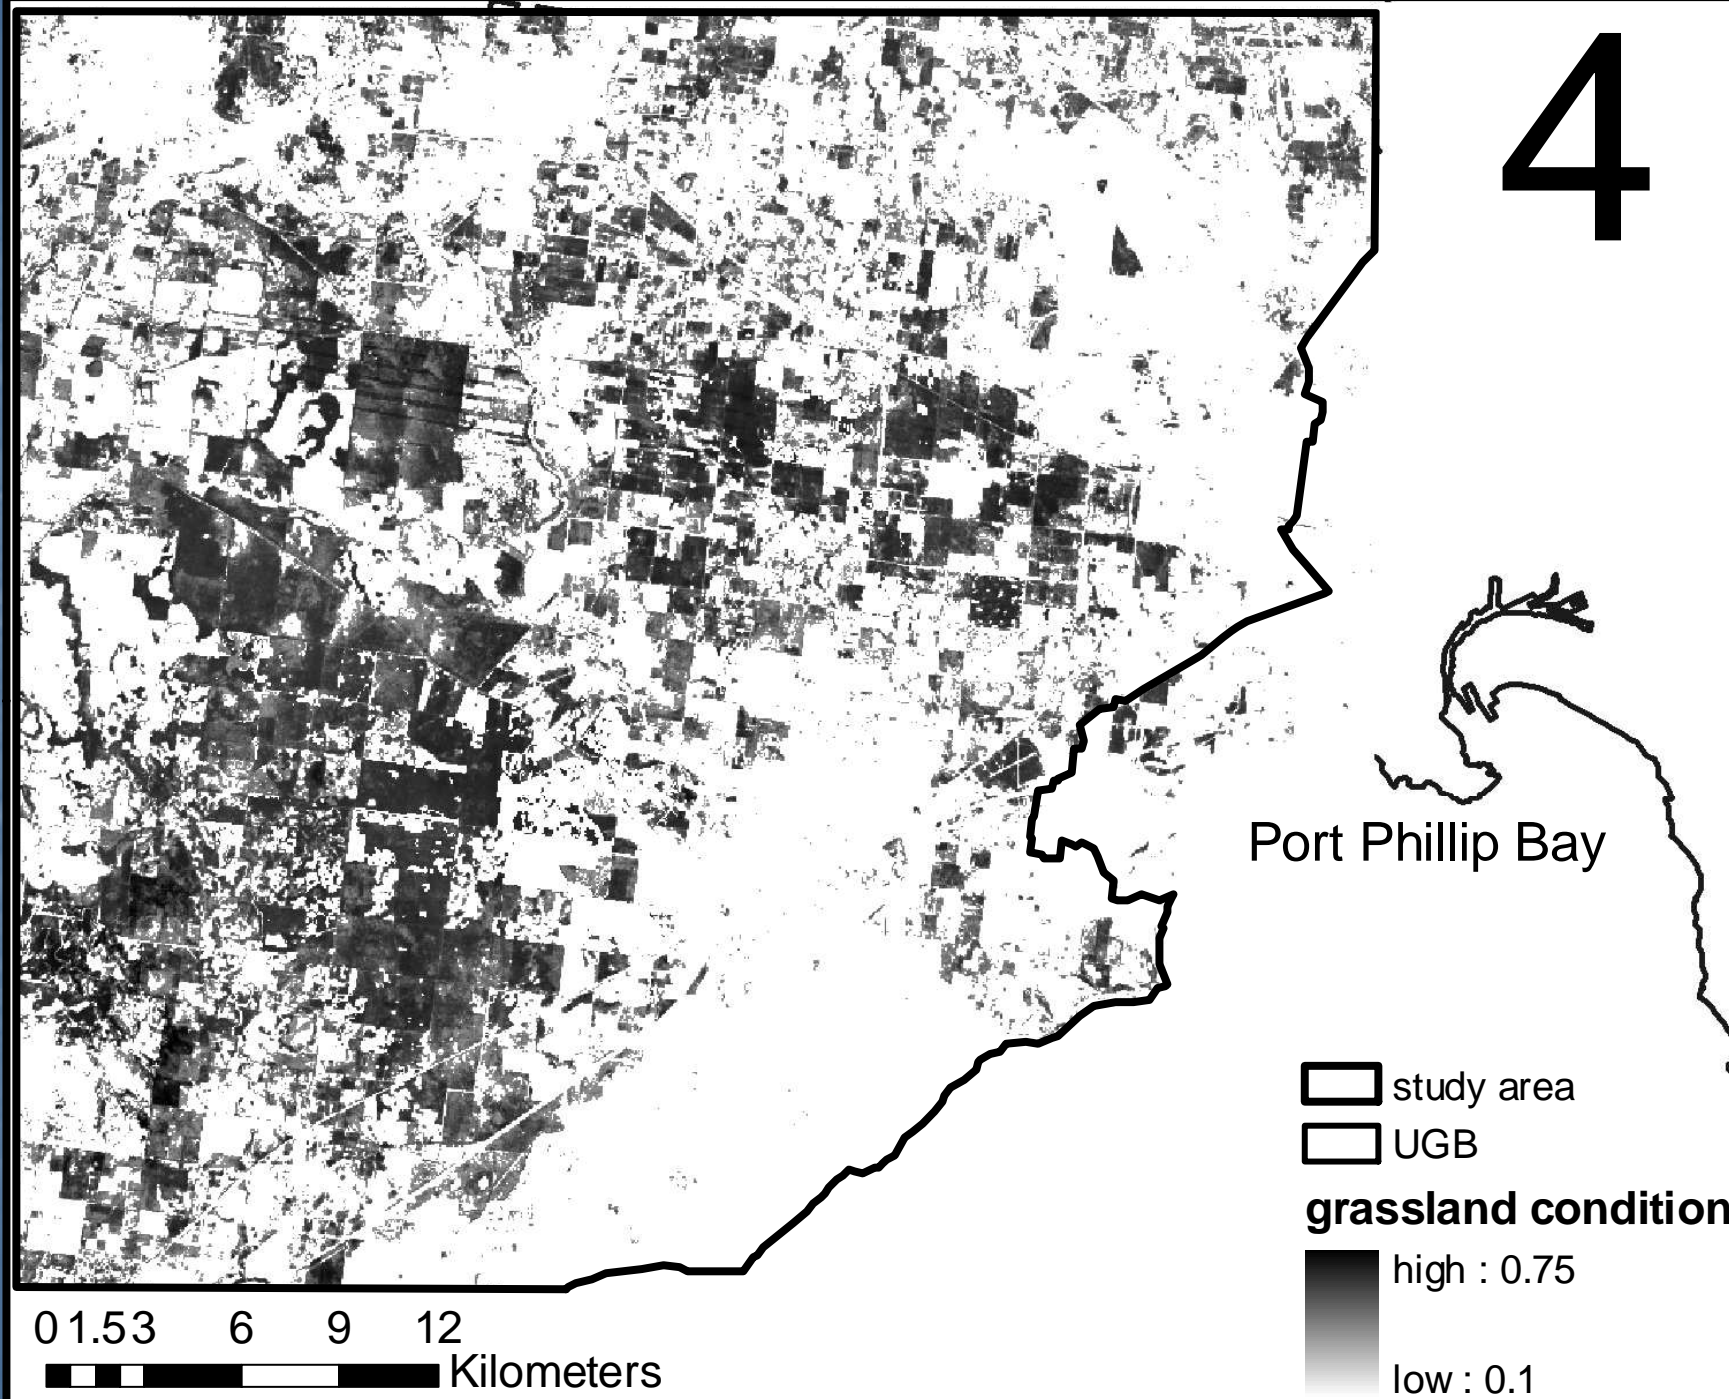 4
Port Phillip Bay
study area
UGB
grassland condition
high : 0.75
low : 0.1
0 1.5 3 6 9 12
Kilometers